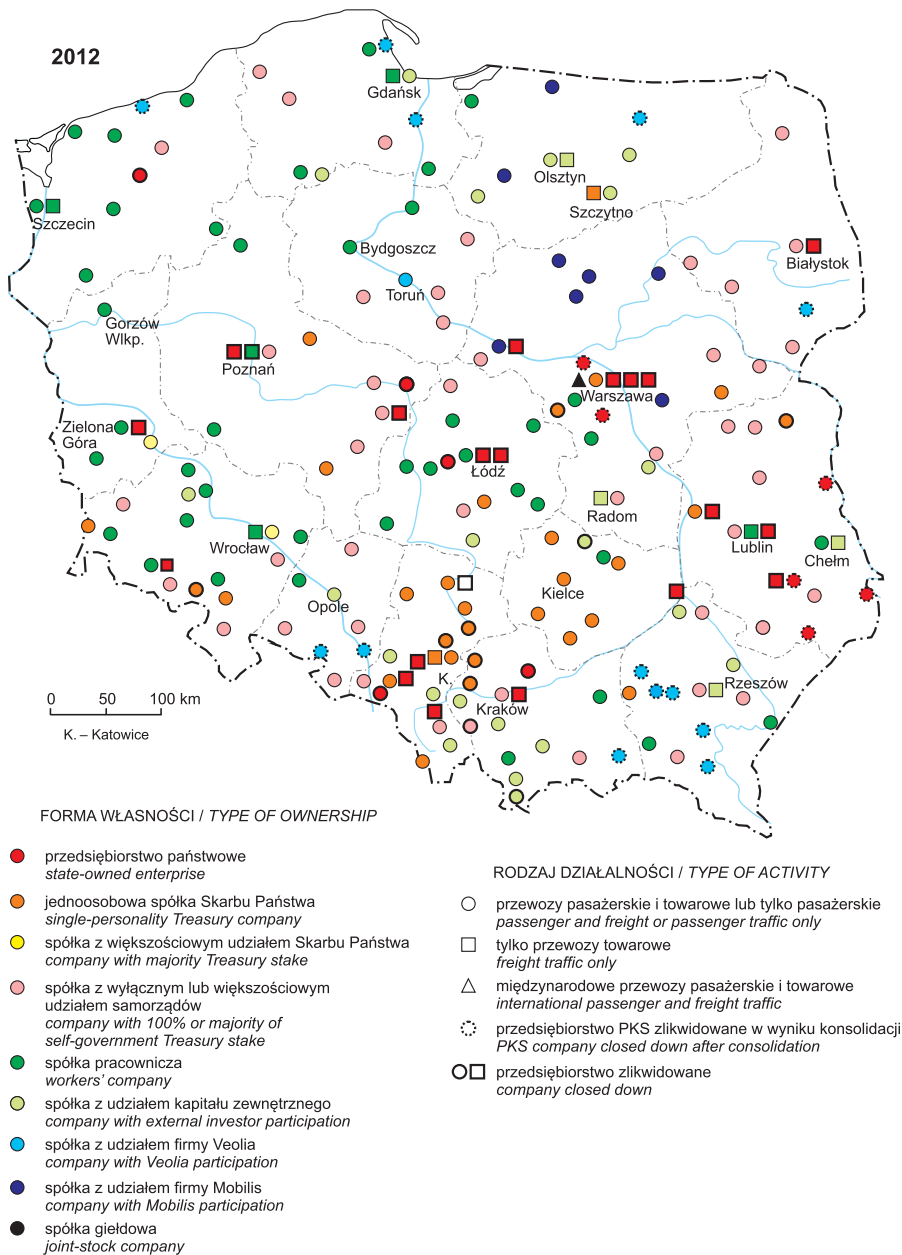 2012
Gdańsk
Olsztyn
Szczytno
Szczecin
Bydgoszcz
Białystok
Toruń
Gorzów
Wlkp.
Poznań
Warszawa
Zielona
Góra
Łódź
Radom
Wrocław
Lublin
Chełm
Kielce
Opole
K.
Rzeszów
Kraków
0 50 100 km
K. – Katowice
FORMA WŁASNOŚCI / TYPE OF OWNERSHIP
przedsiębiorstwo państwowe
state-owned enterprise
jednoosobowa spółka Skarbu Państwa
single-personality Treasury company
spółka z większościowym udziałem Skarbu Państwa
company with majority Treasury stake
spółka z wyłącznym lub większościowym
udziałem samorządów
company with 100% or majority of
self-government Treasury stake
spółka pracownicza
workers' company
spółka z udziałem kapitału zewnętrznego
company with external investor participation
spółka z udziałem firmy Veolia
company with Veolia participation
spółka z udziałem firmy Mobilis
company with Mobilis participation
spółka giełdowa
joint-stock company
RODZAJ DZIAŁALNOŚCI / TYPE OF ACTIVITY
przewozy pasażerskie i towarowe lub tylko pasażerskie
passenger and freight or passenger traffic only
tylko przewozy towarowe
freight traffic only
międzynarodowe przewozy pasażerskie i towarowe
international passenger and freight traffic
przedsiębiorstwo PKS zlikwidowane w wyniku konsolidacji
PKS company closed down after consolidation
przedsiębiorstwo zlikwidowane
company closed down